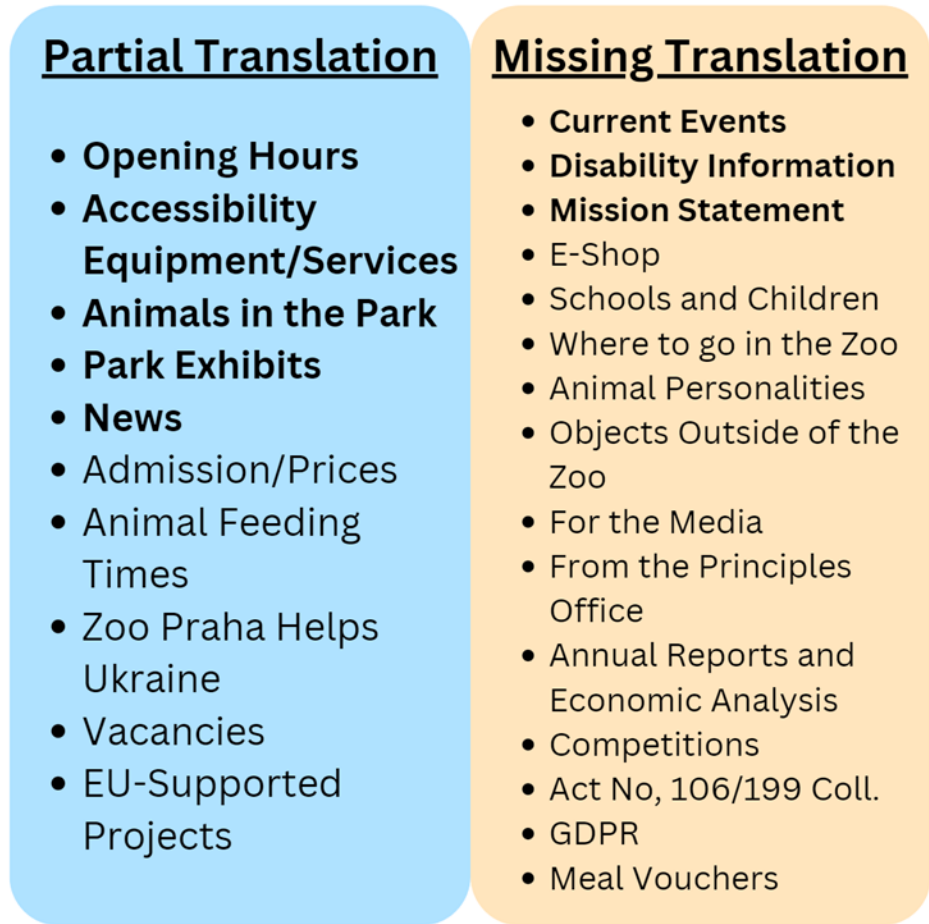 Partial Translation
• Opening Hours
• Accessibility
Equipment/Services
• Animals in the Park
• Park Exhibits
• News
• Admission/Prices
• Animal Feeding
Times
• Zoo Praha Helps
Ukraine
• Vacancies
• EU-Supported
Projects
Missing Translation
• Current Events
• Disability Information
• Mission Statement
• E-Shop
• Schools and Children
• Where to go in the Zoo
• Animal Personalities
• Objects Outside of the
Zoo
• For the Media
• From the Principles
Office
• Annual Reports and
Economic Analysis
• Competitions
• Act No, 106/199 Coll.
• GDPR
• Meal Vouchers